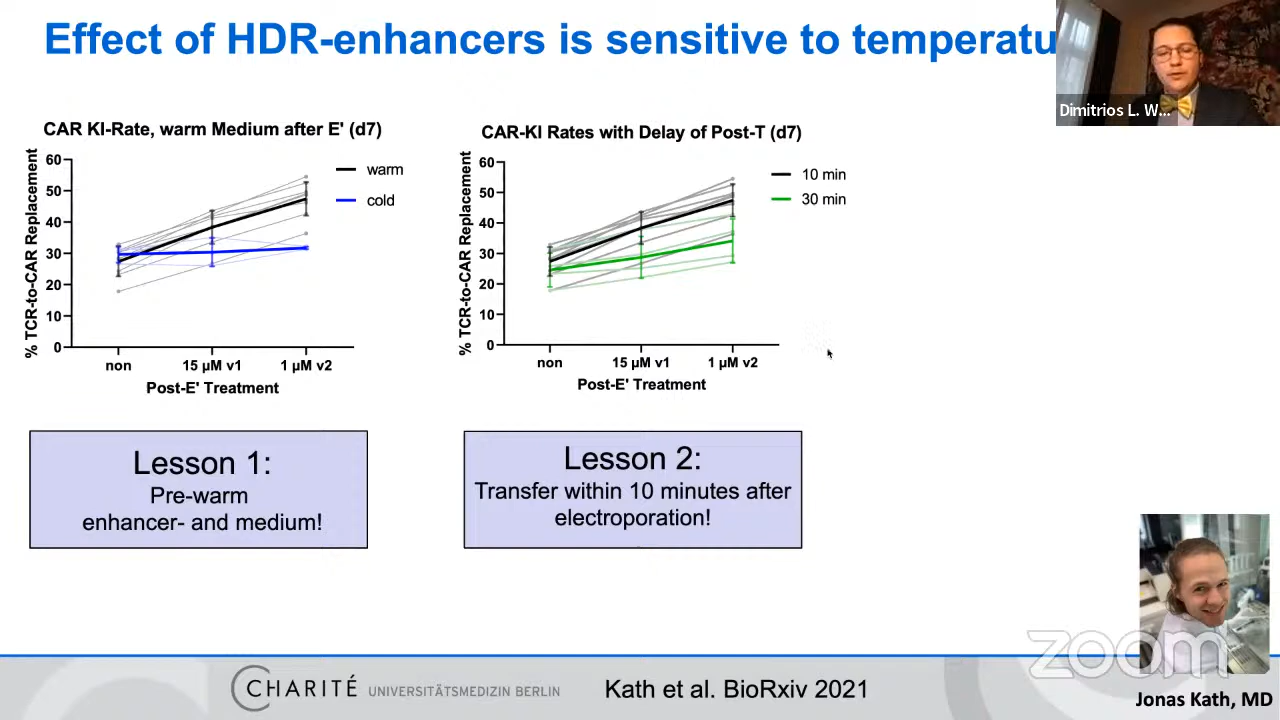 Effect of HDR-enhancers is sensitive to temperatu
Dimitrios L. W...
CAR KI-Rate, warm Medium after E' (d7)
% TCR-to-CAR Replacement
60
50
40
30
20
10
0
warm
cold
non
15 µM v1
1 µM v2
Post-E' Treatment
CAR-KI Rates with Delay of Post-T (d7)
% TCR-to-CAR Replacement
60
50
40
30
20
10
0
10 min
30 min
non
15 µM v1
1 µM v2
Post-E' Treatment
Lesson 1:
Pre-warm
enhancer- and medium!
Lesson 2:
Transfer within 10 minutes after
electroporation!
zoom
CHARITÉ UNIVERSITÄTSMEDIZIN BERLIN
Kath et al. BioRxiv 2021
Jonas Kath, MD